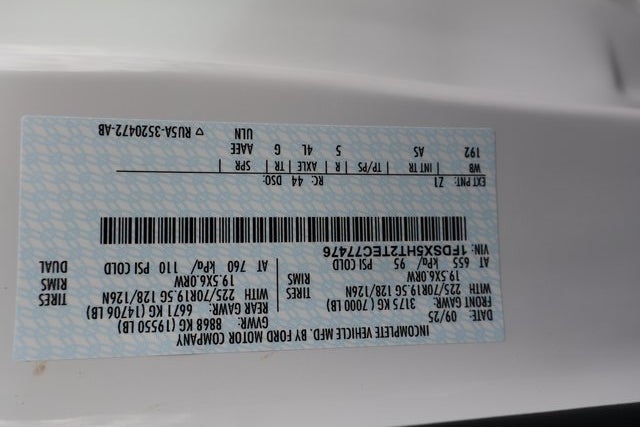 INCOMPLETE VEHICLE MFD. BY FORD MOTOR COMPANY
DATE: 09/25 GVWR: 8868 KG (19550 LB)
FRONT GAWR: 3175 KG (7000 LB) REAR GAWR: 6671 KG (14706 LB)
WITH 225/70R19.5G 128/126N TIRES WITH 225/70R19.5G 128/126N TIRES
19.5X6.0RW RIMS 19.5X6.0RW RIMS
AT 655 kPa/ 95 PSI COLD AT 760 kPa/ 110 PSI COLD DUAL
VIN: 1FDSX5HT2TEC77476
EXT PNT: Z1 RC: 44 DSO:
WB INT TR TP/PS R AXLE TR SPR
192 AS 5 4L G AAEE
ULN
▽ RU5A-3520472-AB